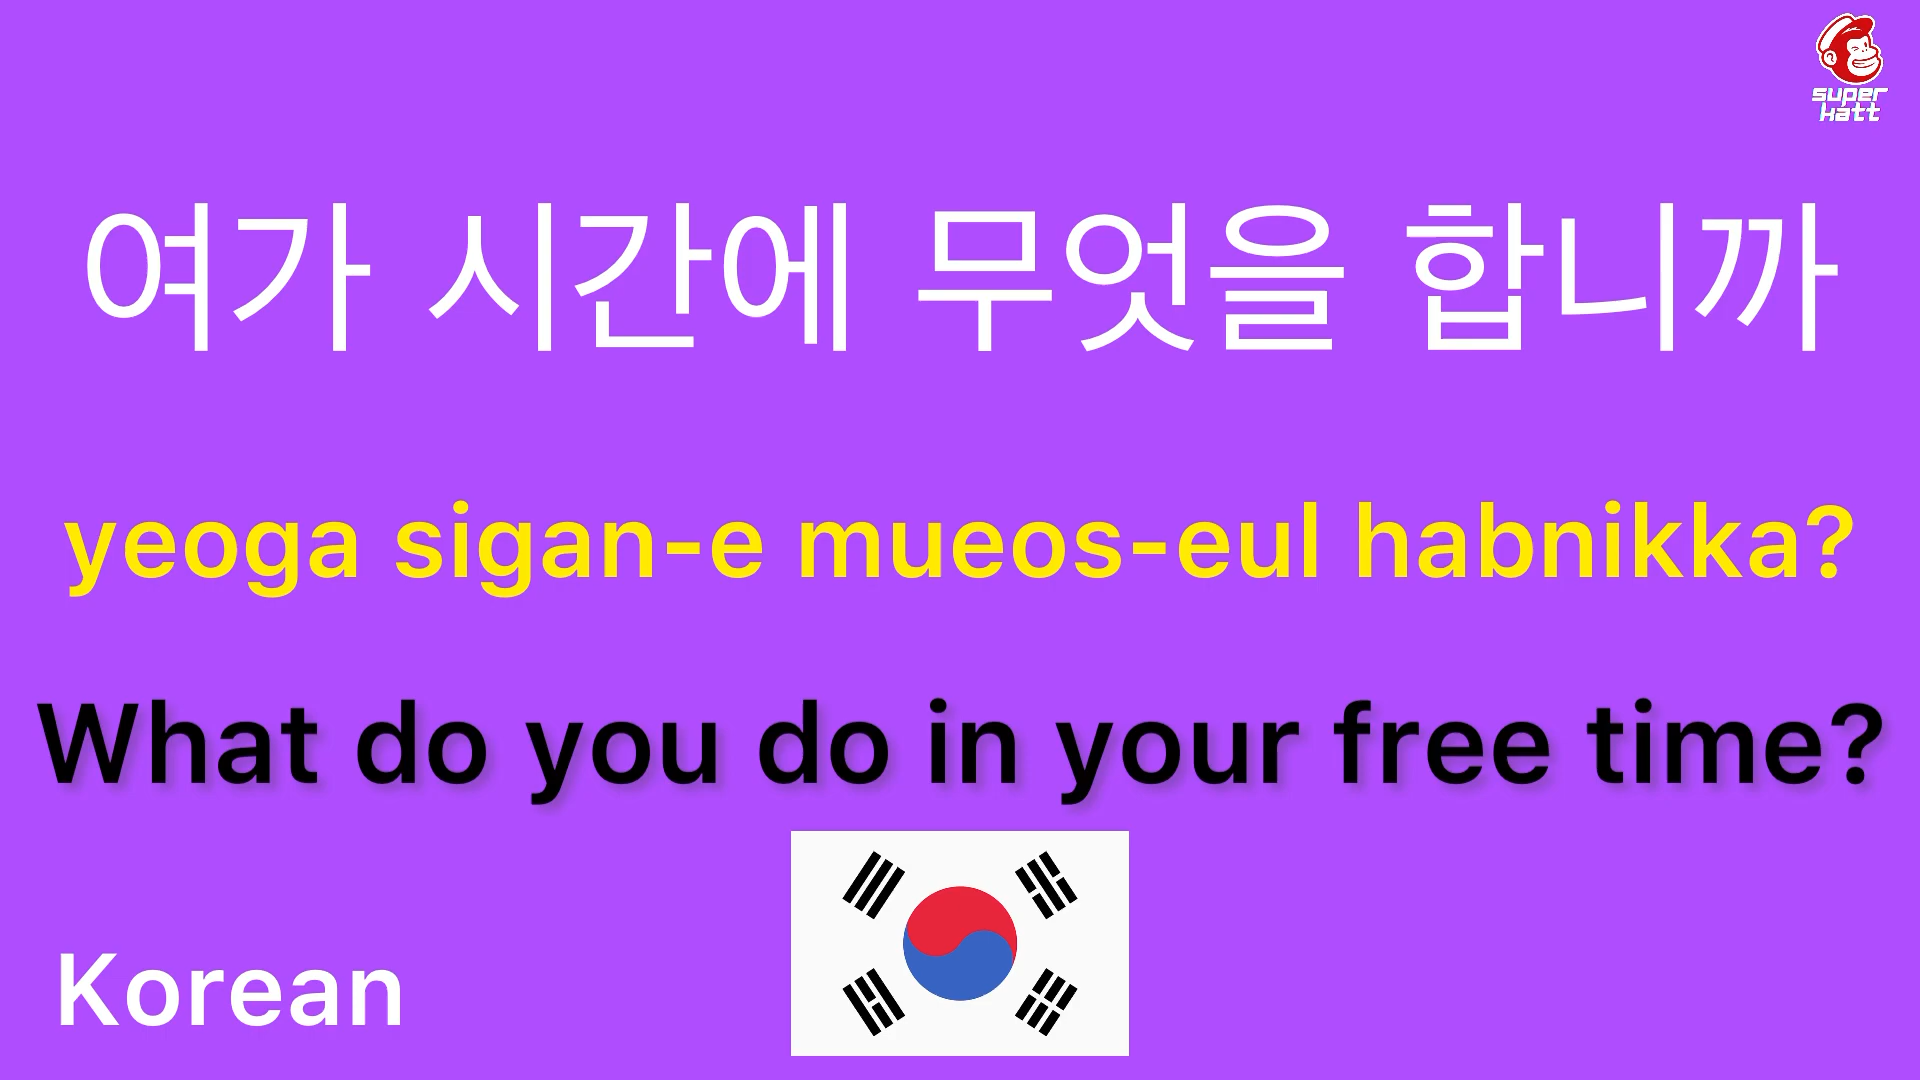 super
hatt
여가 시간에 무엇을 합니까
yeoga sigan-e mueos-eul habnikka?
What do you do in your free time?
Korean